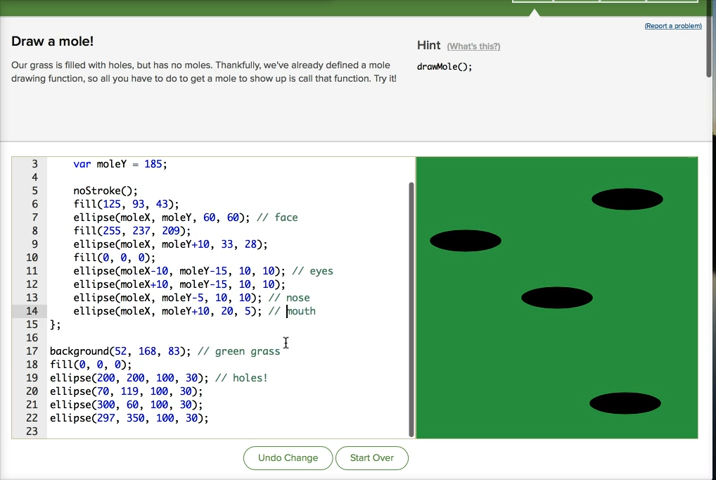 (Report a problem)
Draw a mole!
Our grass is filled with holes, but has no moles. Thankfully, we've already defined a mole
drawing function, so all you have to do to get a mole to show up is call that function. Try it!
Hint (What's this?)
drawMole();
3 var moleY = 185;
4
5 noStroke();
6 fill(125, 93, 43);
7 ellipse(moleX, moleY, 60, 60); // face
8 fill(255, 237, 209);
9 ellipse(moleX, moleY+10, 33, 28);
10 fill(0, 0, 0);
11 ellipse(moleX-10, moleY-15, 10, 10); // eyes
12 ellipse(moleX+10, moleY-15, 10, 10);
13 ellipse(moleX, moleY-5, 10, 10); // nose
14 ellipse(moleX, moleY+10, 20, 5); // mouth
15 };
16
17 background(52, 168, 83); // green grass
18 fill(0, 0, 0);
19 ellipse(200, 200, 100, 30); // holes!
20 ellipse(70, 119, 100, 30);
21 ellipse(300, 60, 100, 30);
22 ellipse(297, 350, 100, 30);
23
Undo Change Start Over